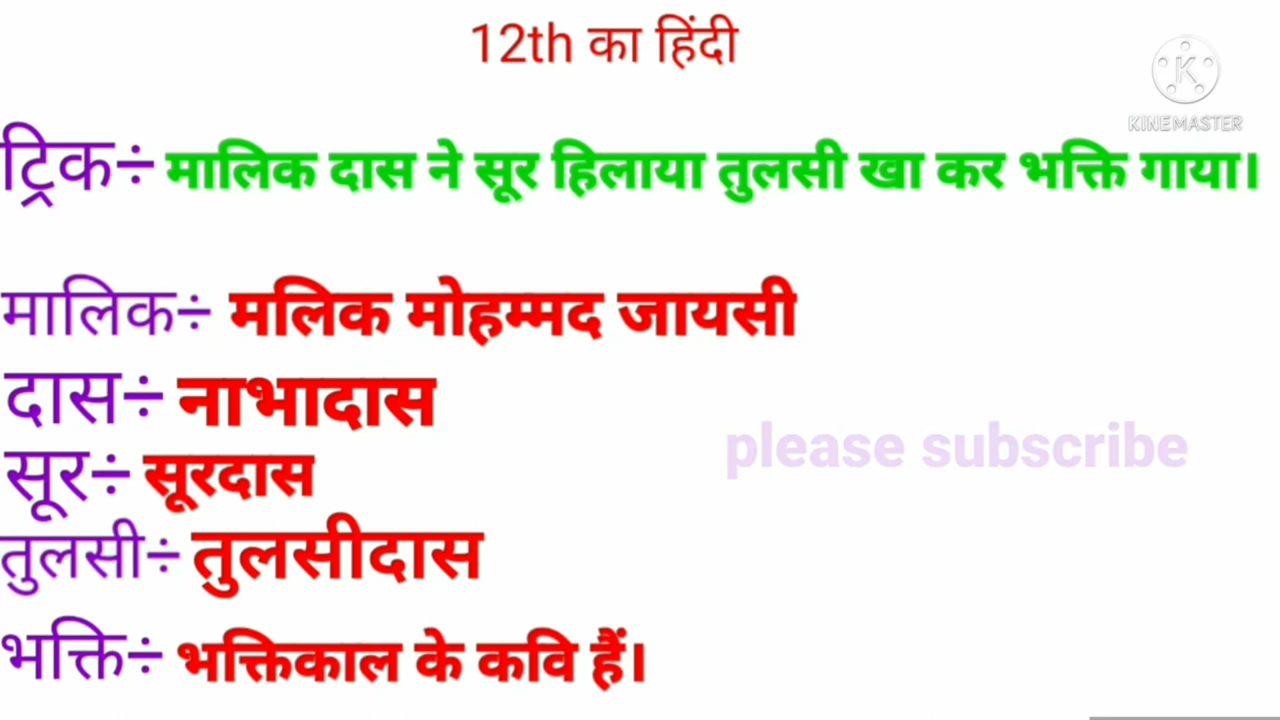 12th का हिंदी
KINEMASTER
ट्रिक÷ मालिक दास ने सूर हिलाया तुलसी खा कर भक्ति गाया।
मालिक÷ मलिक मोहम्मद जायसी
दास÷ नाभादास
please subscribe
सूर÷ सूरदास
तुलसी÷ तुलसीदास
भक्ति÷ भक्तिकाल के कवि हैं।